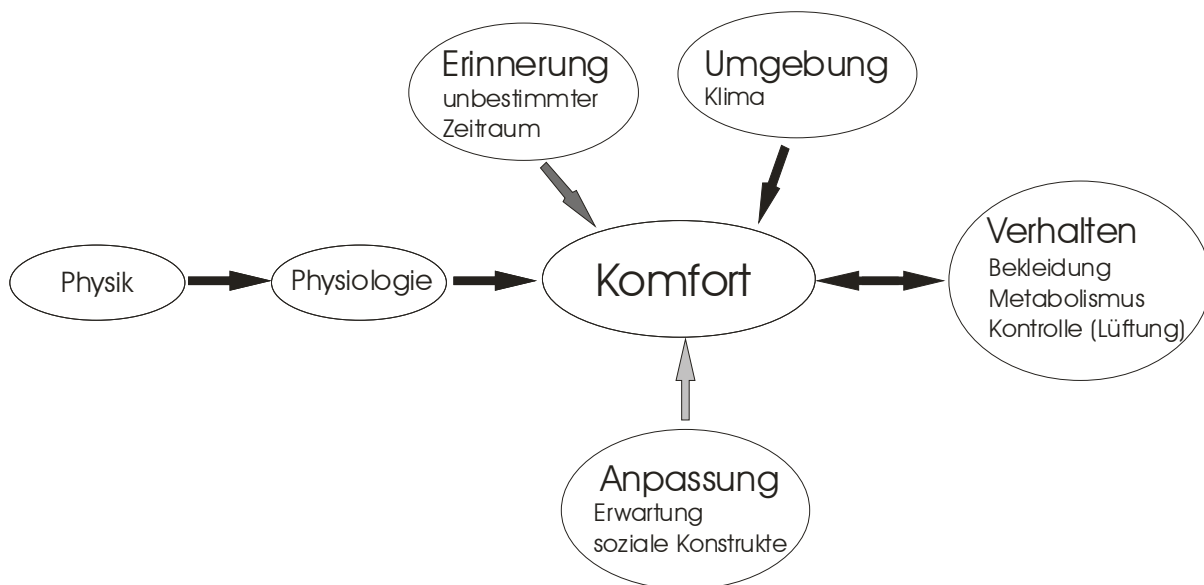 Erinnerung
unbestimmter
Zeitraum
Umgebung
Klima
Physik
Physiologie
Komfort
Verhalten
Bekleidung
Metabolismus
Kontrolle (Lüftung)
Anpassung
Erwartung
soziale Konstrukte